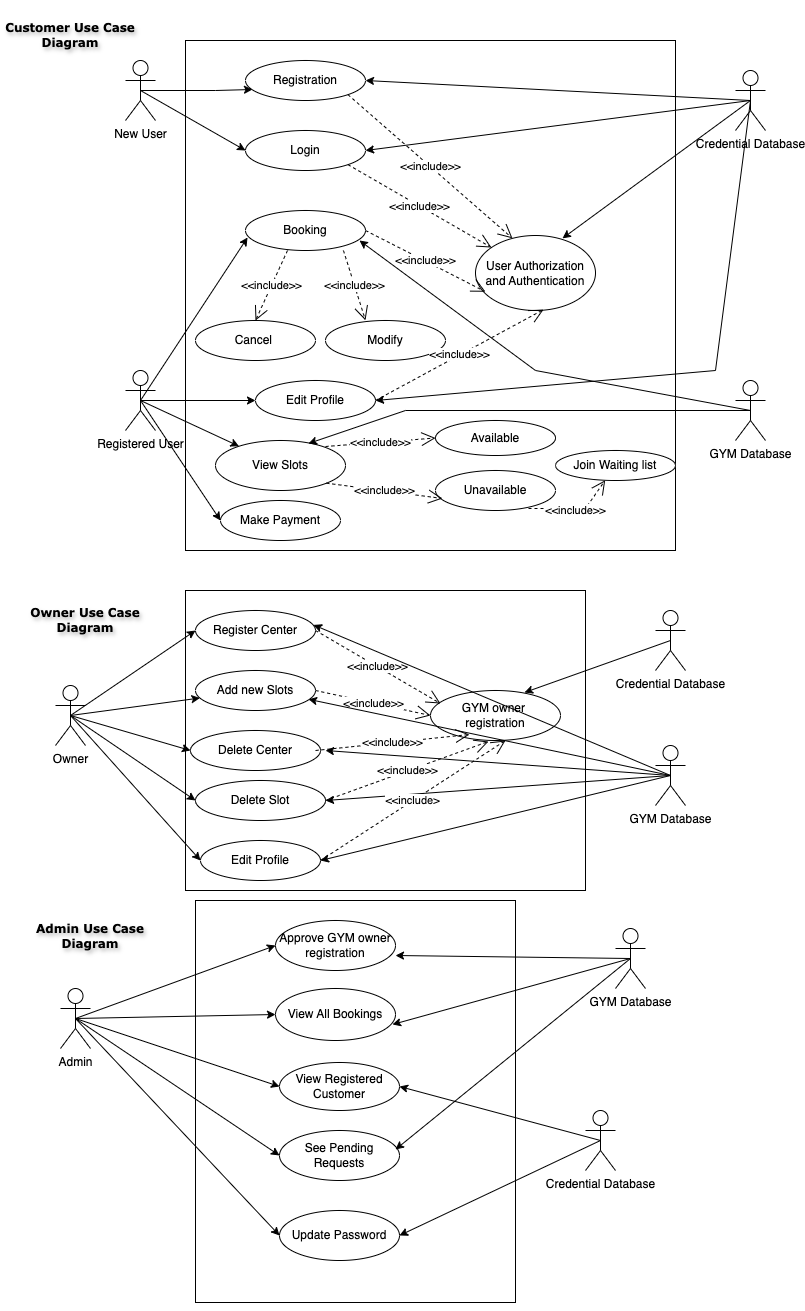 Customer Use Case
Diagram
New User
Registration
Login
Credential Database
<<include>>
<<include>>
Booking
<<include>>
User Authorization
and Authentication
<<include>>
<<include>>
Cancel
Modify
<<include>>
Registered User
Edit Profile
GYM Database
View Slots
<<include>>
Available
Join Waiting list
<<include>>
Unavailable
<<include>>
Make Payment
Owner Use Case
Diagram
Owner
Register Center
<<include>>
Credential Database
Add new Slots
<<include>>
GYM owner
registration
Delete Center
<<include>>
<<include>>
Delete Slot
<<include>
GYM Database
Edit Profile
Admin Use Case
Diagram
Admin
Approve GYM owner
registration
GYM Database
View All Bookings
View Registered
Customer
See Pending
Requests
Credential Database
Update Password